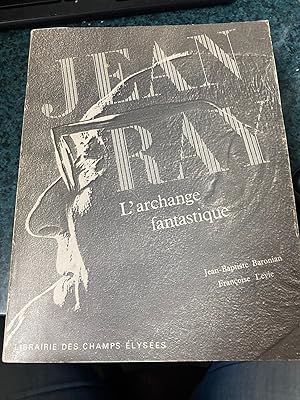 JEAN
RAY
L'archange
fantastique
Jean-Baptiste Baronian
Françoise Levie
LIBRAIRIE DES CHAMPS-ÉLYSÉES